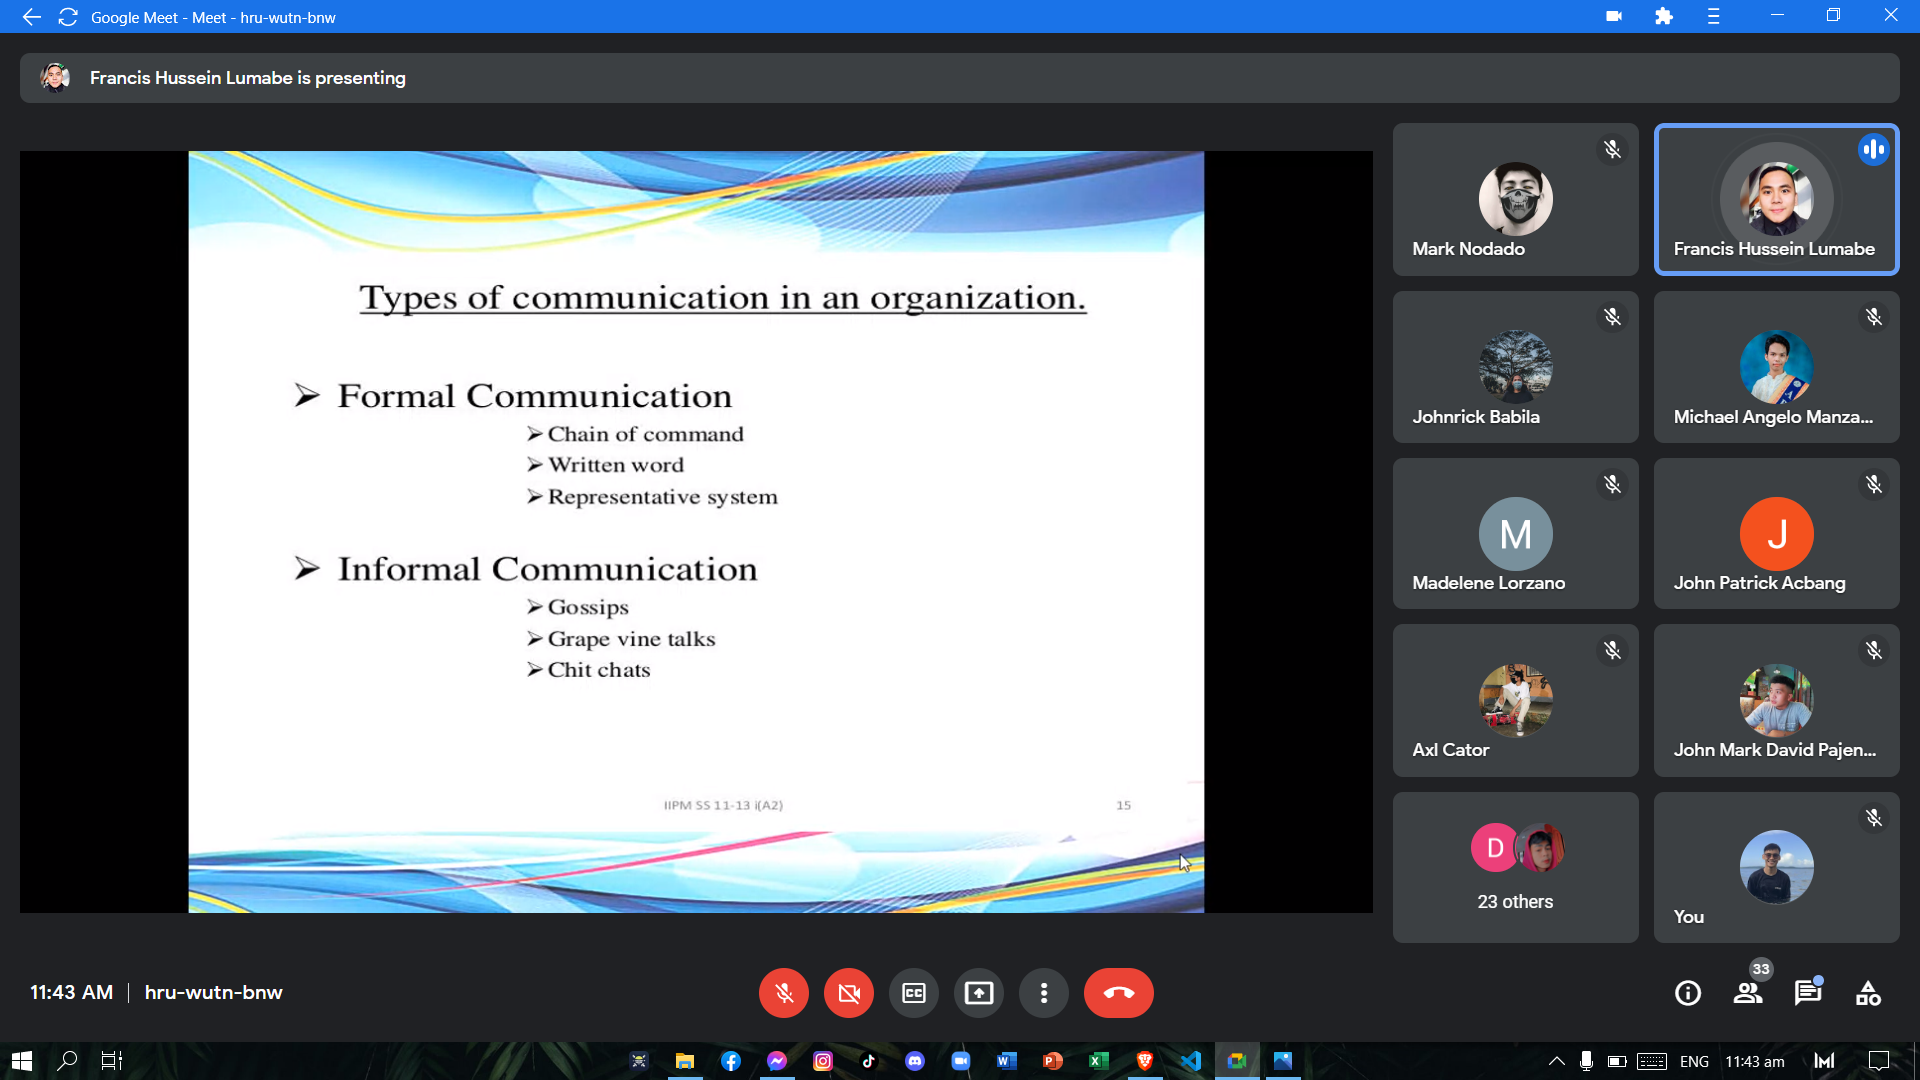 Google Meet - Meet - hru-wutn-bnw
Francis Hussein Lumabe is presenting
Types of communication in an organization.
Formal Communication
Chain of command
Written word
Representative system
Informal Communication
Gossips
Grape vine talks
Chit chats
IIPM SS 11-13 i(A2)
15
Mark Nodado
Francis Hussein Lumabe
Johnrick Babila
Michael Angelo Manza...
M
Madelene Lorzano
J
John Patrick Acbang
Axl Cator
John Mark David Pajen...
D
23 others
You
11:43 AM
hru-wutn-bnw
CC
33
ENG
11:43 am